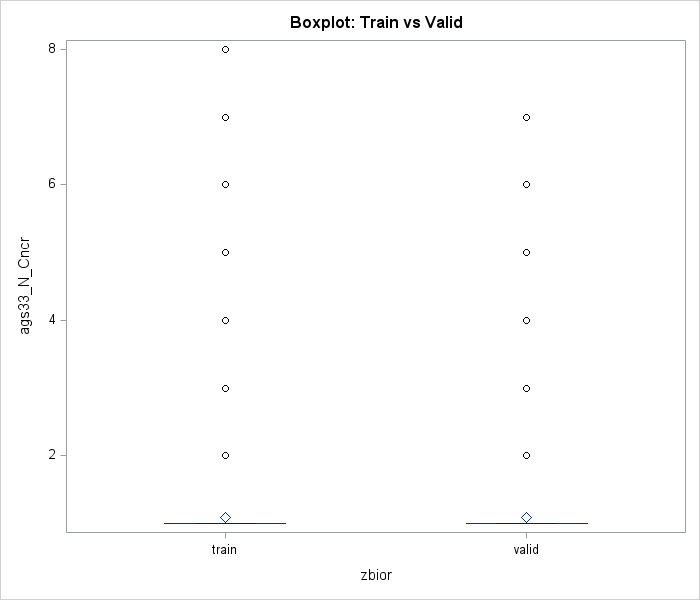 Boxplot: Train vs Valid
8
6
4
2
ags33_N_Cncr
train
valid
zbior